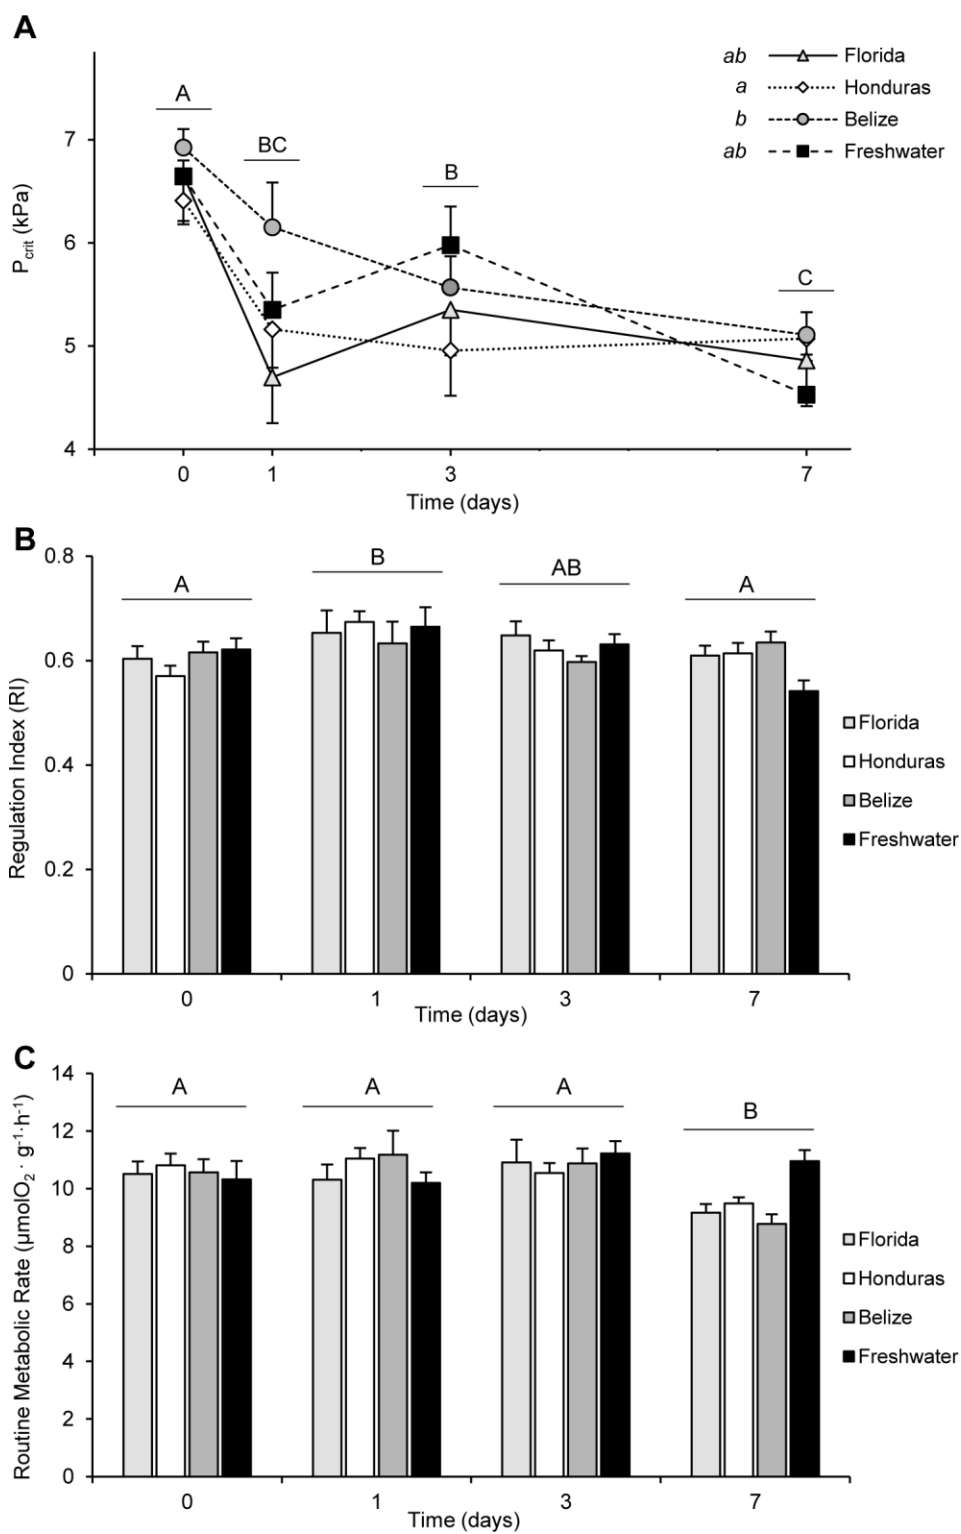 A
ab Florida
a Honduras
b Belize
ab Freshwater
A
BC
B
C
7
6
5
4
P_crit (kPa)
0 1 3 7
Time (days)
B
0.8
0.6
0.4
0.2
0
Regulation Index (RI)
A
B
AB
A
Florida
Honduras
Belize
Freshwater
0 1 3 7
Time (days)
C
14
12
10
8
6
4
2
0
Routine Metabolic Rate (μmolO₂ · g⁻¹·h⁻¹)
A
A
A
B
Florida
Honduras
Belize
Freshwater
0 1 3 7
Time (days)